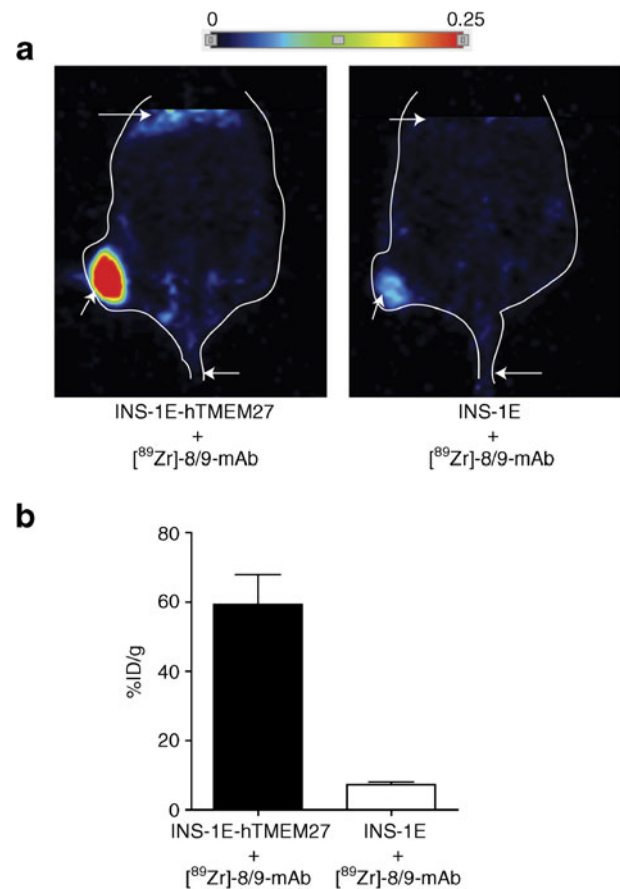 0 0.25
a
INS-1E-hTMEM27 INS-1E
+ +
[⁸⁹Zr]-8/9-mAb [⁸⁹Zr]-8/9-mAb
b
80
60
40
20
0
%ID/g
INS-1E-hTMEM27 INS-1E
+ +
[⁸⁹Zr]-8/9-mAb [⁸⁹Zr]-8/9-mAb